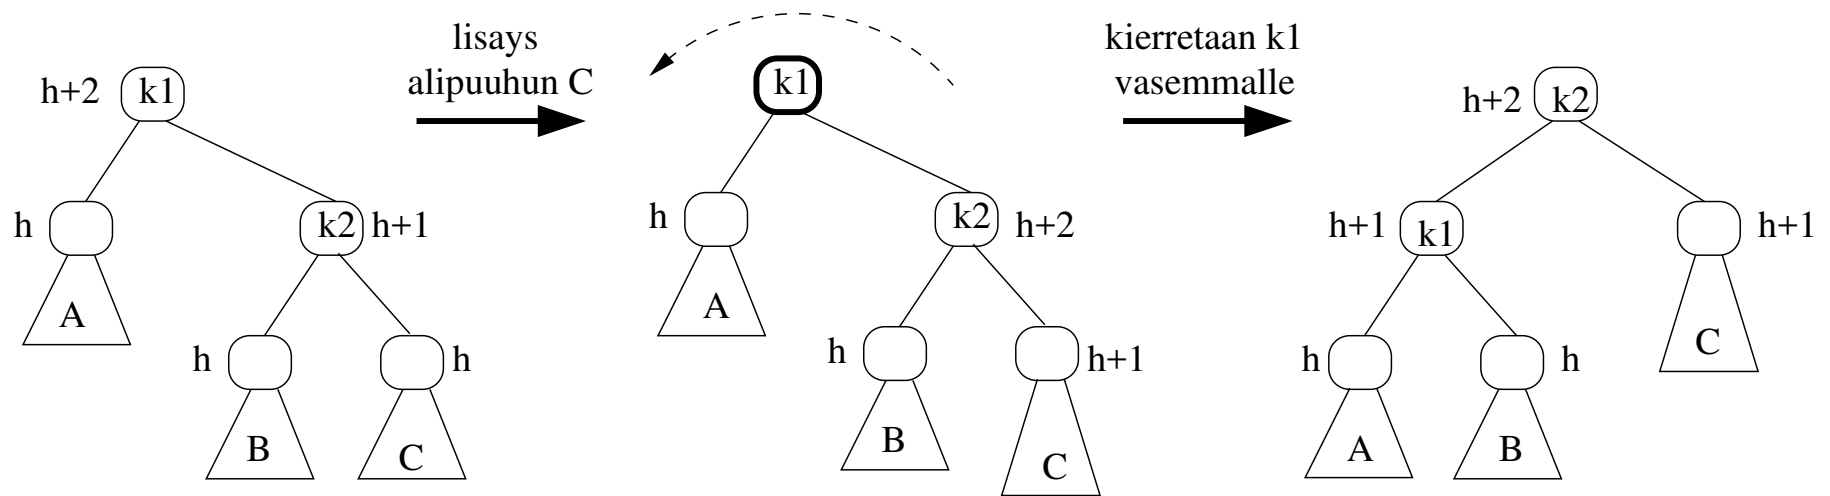 lisays
alipuuhun C
kierretaan k1
vasemmalle
h+2 k1
h
k2 h+1
A
h
h
B
C
k1
h
k2 h+2
A
h
h+1
B
C
h+2 k2
h+1 k1
h+1
C
h
h
A
B